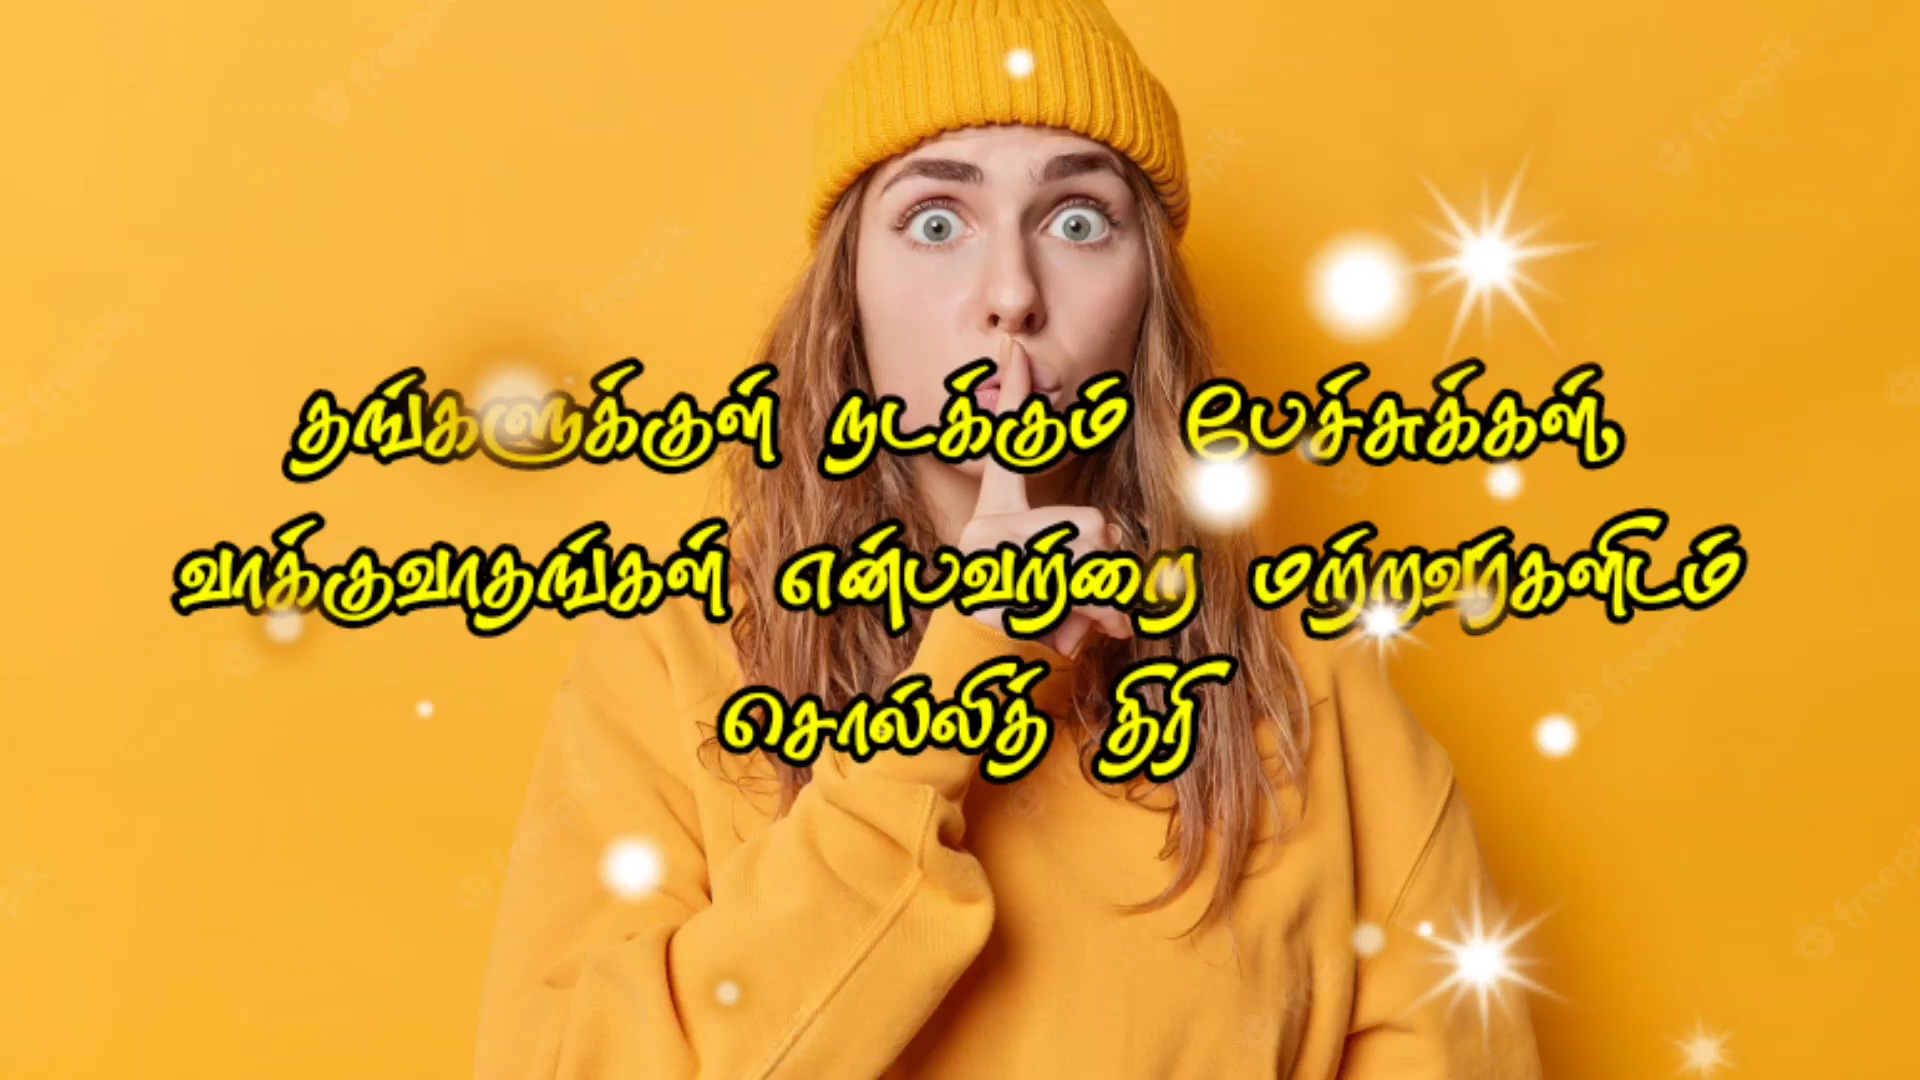 தங்களுக்குள் நடக்கும் பேச்சுக்கள்,
வாக்குவாதங்கள் என்பவற்றை மற்றவர்களிடம்
சொல்லித் திரி